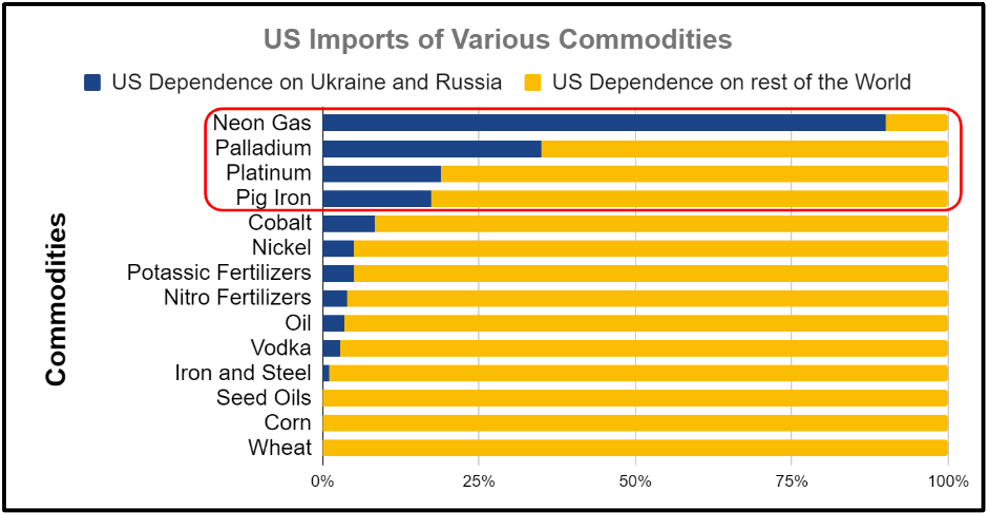 US Imports of Various Commodities
US Dependence on Ukraine and Russia
US Dependence on rest of the World
Commodities
Neon Gas
Palladium
Platinum
Pig Iron
Cobalt
Nickel
Potassic Fertilizers
Nitro Fertilizers
Oil
Vodka
Iron and Steel
Seed Oils
Corn
Wheat
0%
25%
50%
75%
100%